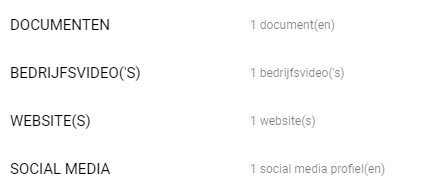 DOCUMENTEN 1 document(en)
BEDRIJFSVIDEO('S) 1 bedrijfsvideo('s)
WEBSITE(S) 1 website(s)
SOCIAL MEDIA 1 social media profiel(en)